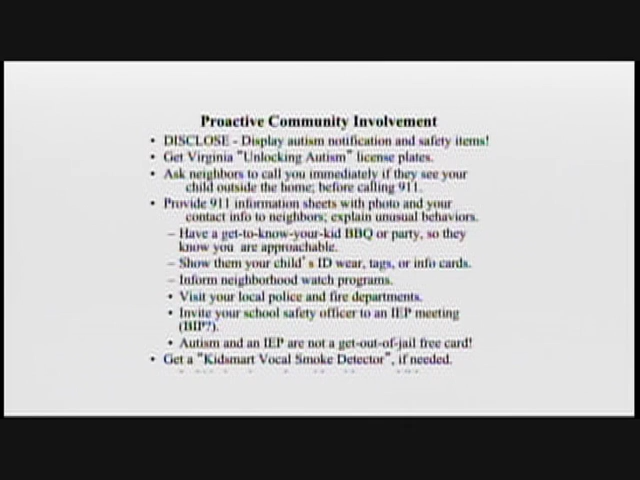 Proactive Community Involvement
• DISCLOSE - Display autism notification and safety items!
• Get Virginia "Unlocking Autism" license plates.
• Ask neighbors to call you immediately if they see your
child outside the home; before calling 911.
• Provide 911 information sheets with photo and your
contact info to neighbors; explain unusual behaviors.
– Have a get-to-know-your-kid BBQ or party, so they
know you are approachable.
– Show them your child's ID wear, tags, or info cards.
– Inform neighborhood watch programs.
• Visit your local police and fire departments.
• Invite your school safety officer to an IEP meeting
(BIP?).
• Autism and an IEP are not a get-out-of-jail free card!
• Get a "Kidsmart Vocal Smoke Detector", if needed.